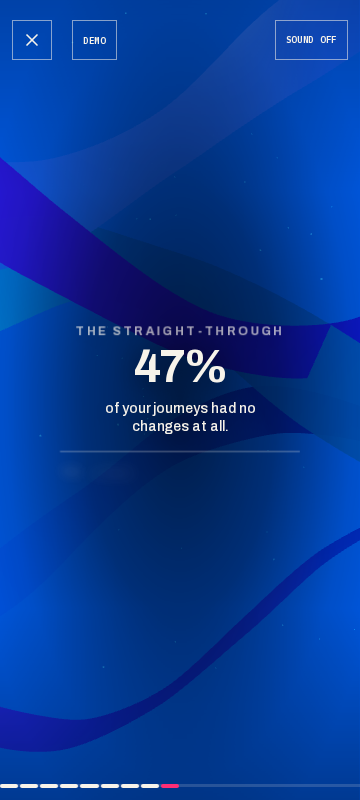 DEMO
SOUND OFF
THE STRAIGHT-THROUGH
47%
of your journeys had no
changes at all.